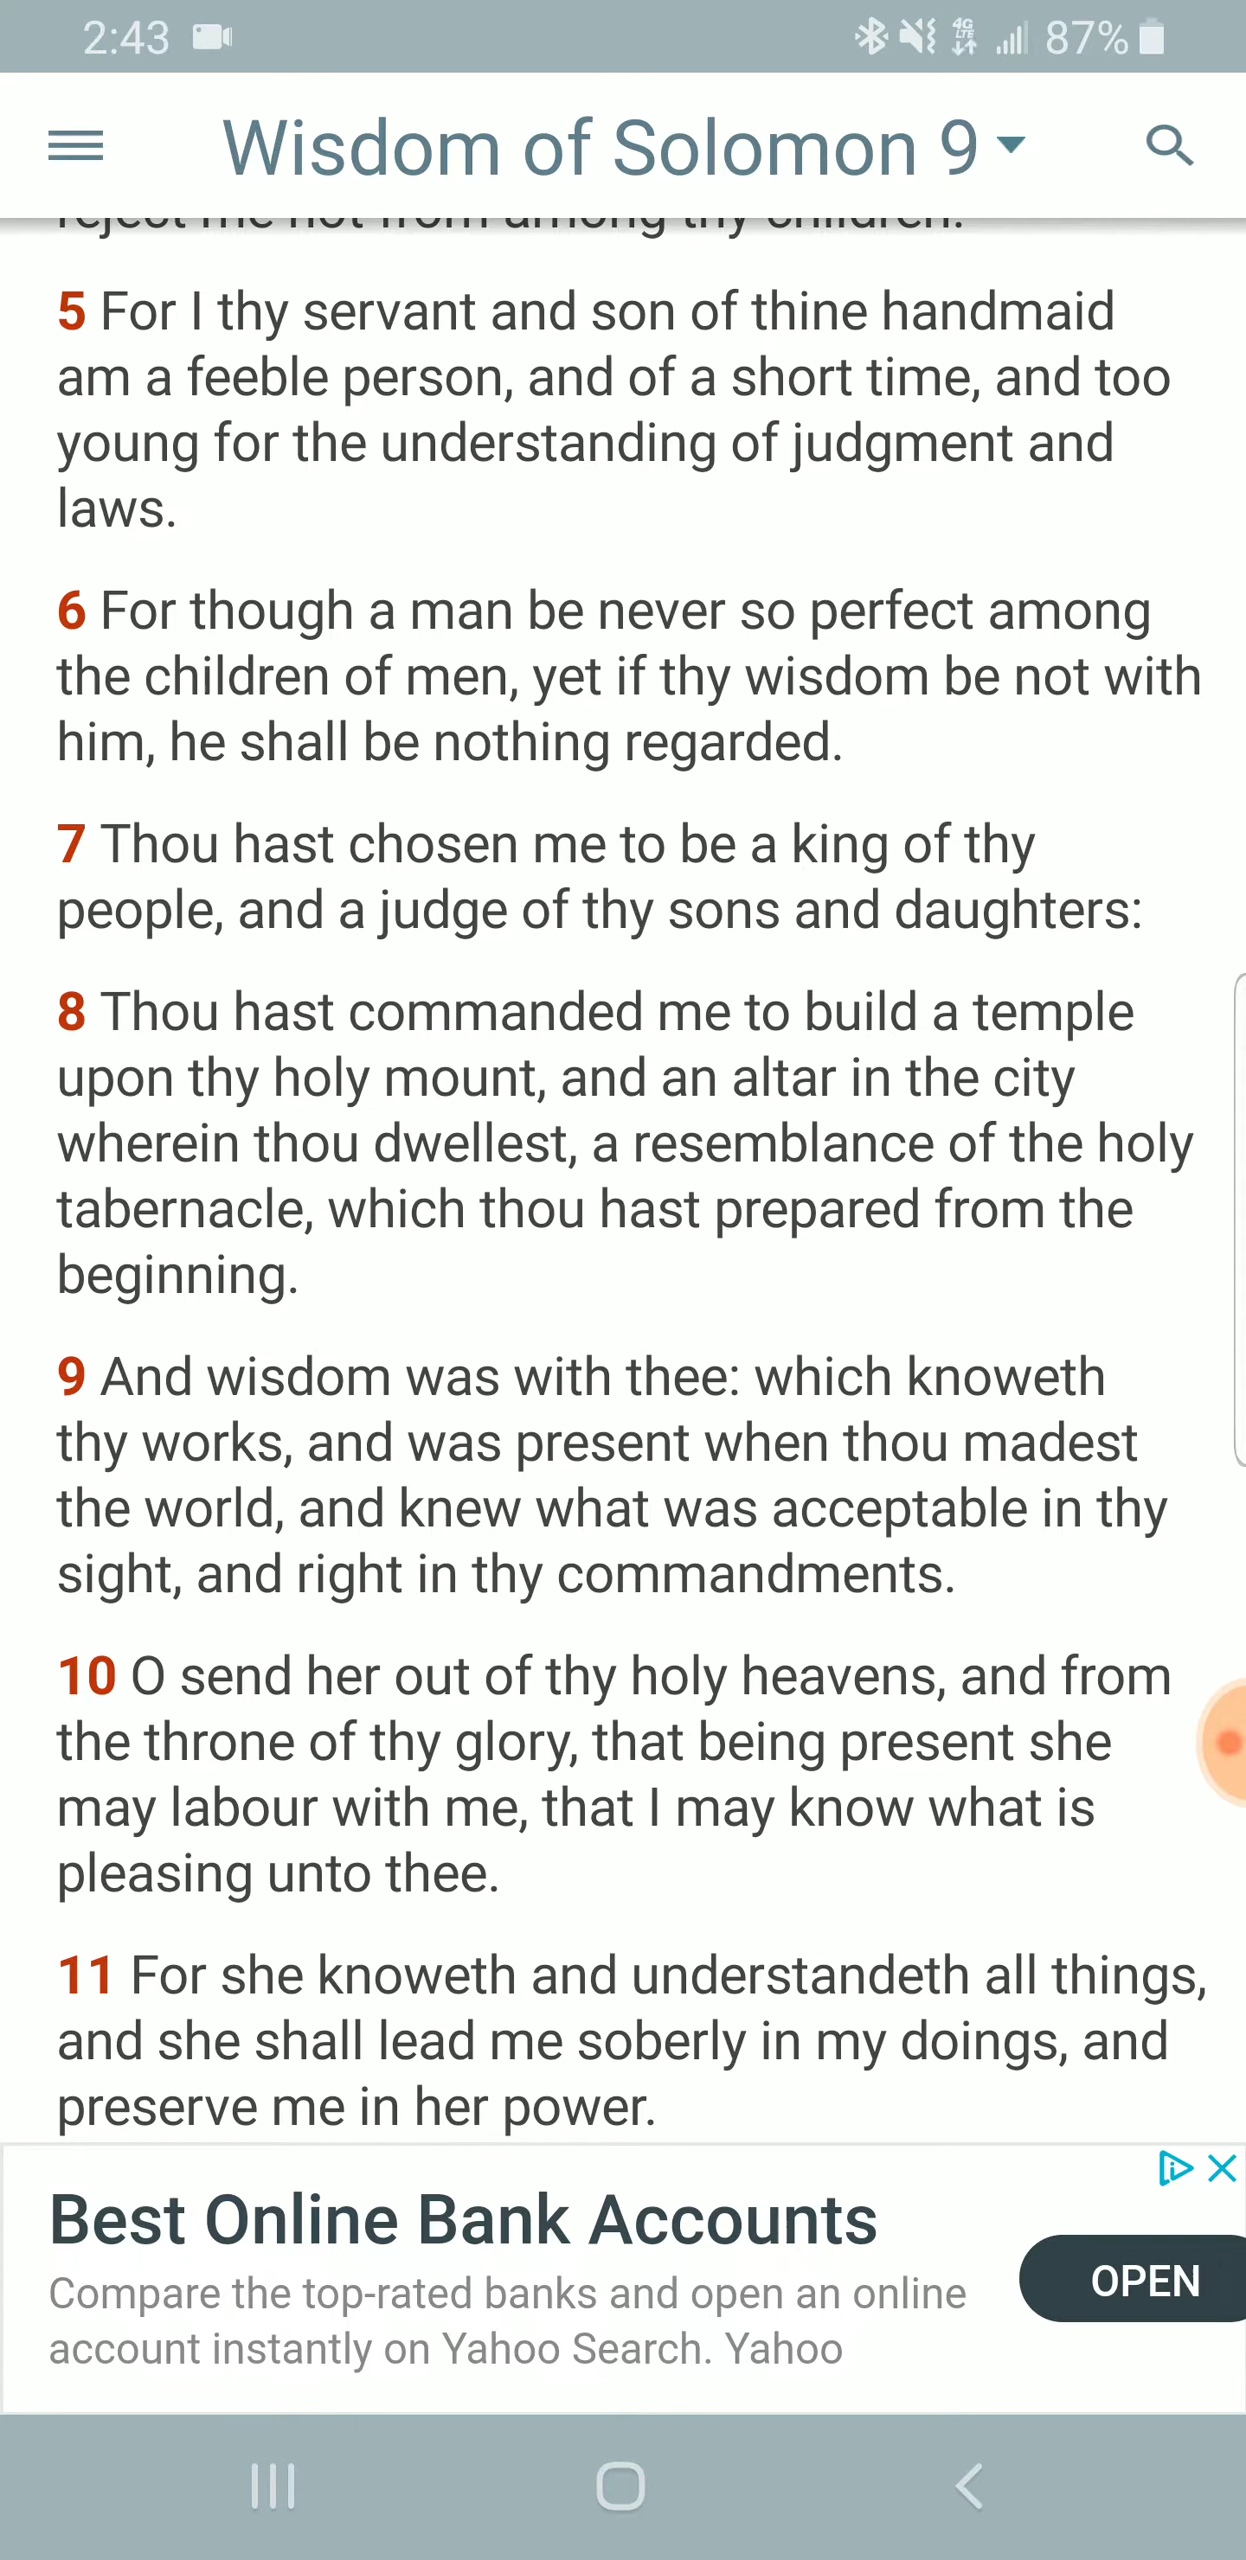 2:43
4G LTE 87%
Wisdom of Solomon 9
reject me not from among thy children:
5 For I thy servant and son of thine handmaid
am a feeble person, and of a short time, and too
young for the understanding of judgment and
laws.
6 For though a man be never so perfect among
the children of men, yet if thy wisdom be not with
him, he shall be nothing regarded.
7 Thou hast chosen me to be a king of thy
people, and a judge of thy sons and daughters:
8 Thou hast commanded me to build a temple
upon thy holy mount, and an altar in the city
wherein thou dwellest, a resemblance of the holy
tabernacle, which thou hast prepared from the
beginning.
9 And wisdom was with thee: which knoweth
thy works, and was present when thou madest
the world, and knew what was acceptable in thy
sight, and right in thy commandments.
10 O send her out of thy holy heavens, and from
the throne of thy glory, that being present she
may labour with me, that I may know what is
pleasing unto thee.
11 For she knoweth and understandeth all things,
and she shall lead me soberly in my doings, and
preserve me in her power.
Best Online Bank Accounts
Compare the top-rated banks and open an online
account instantly on Yahoo Search. Yahoo
OPEN